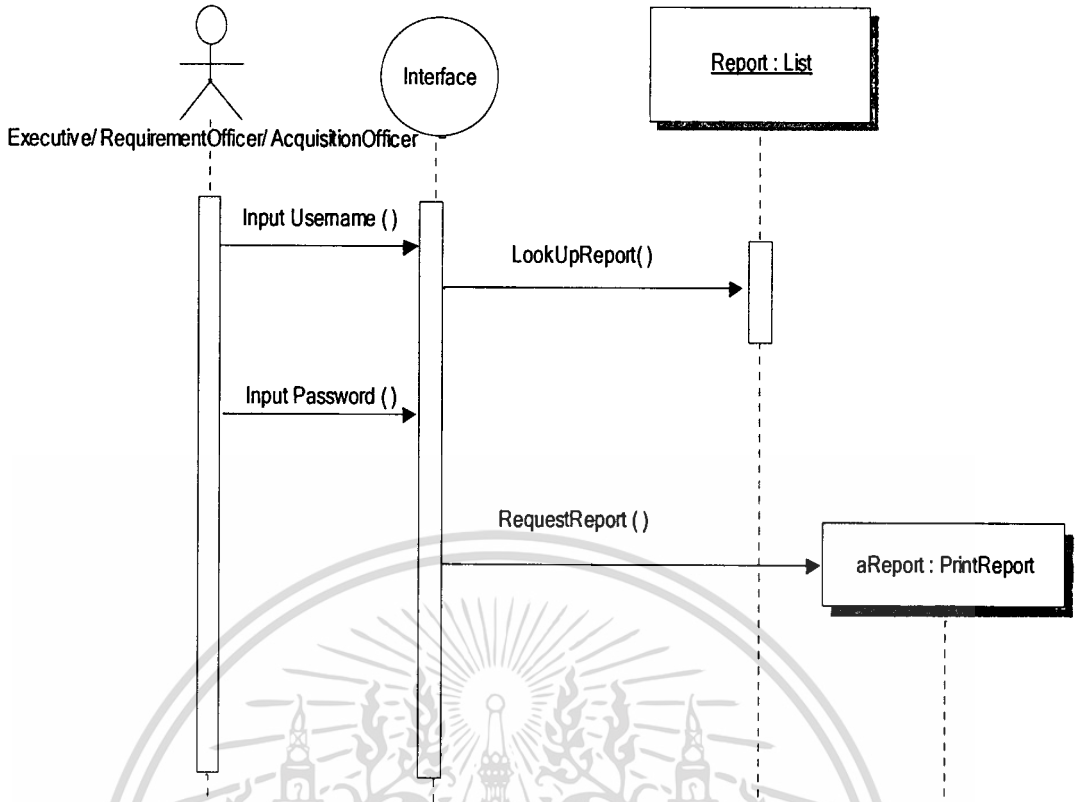 Interface
Report : List
Executive/ RequirementOfficer/ AcquisitionOfficer
Input Username ( )
LookUpReport( )
Input Password ( )
RequestReport ( )
aReport : PrintReport